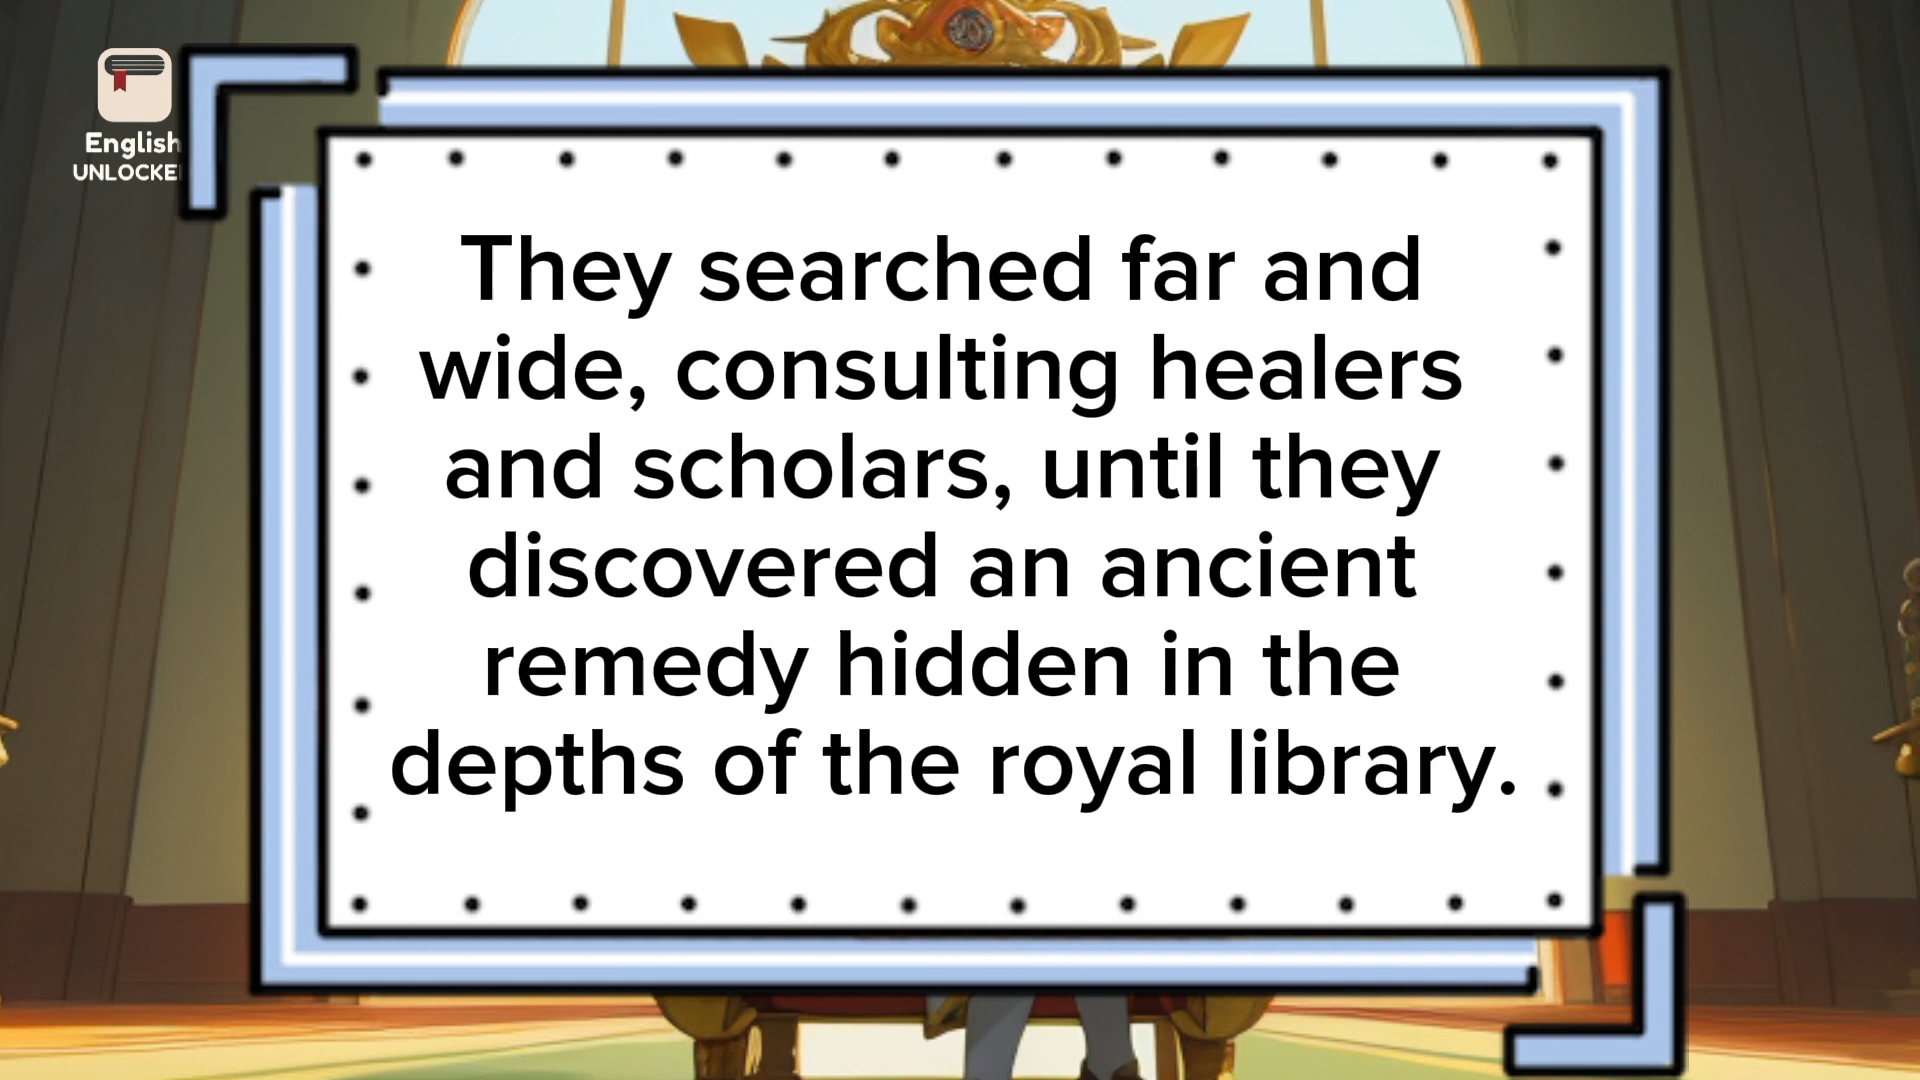 English
UNLOCKE
They searched far and
wide, consulting healers
and scholars, until they
discovered an ancient
remedy hidden in the
depths of the royal library.